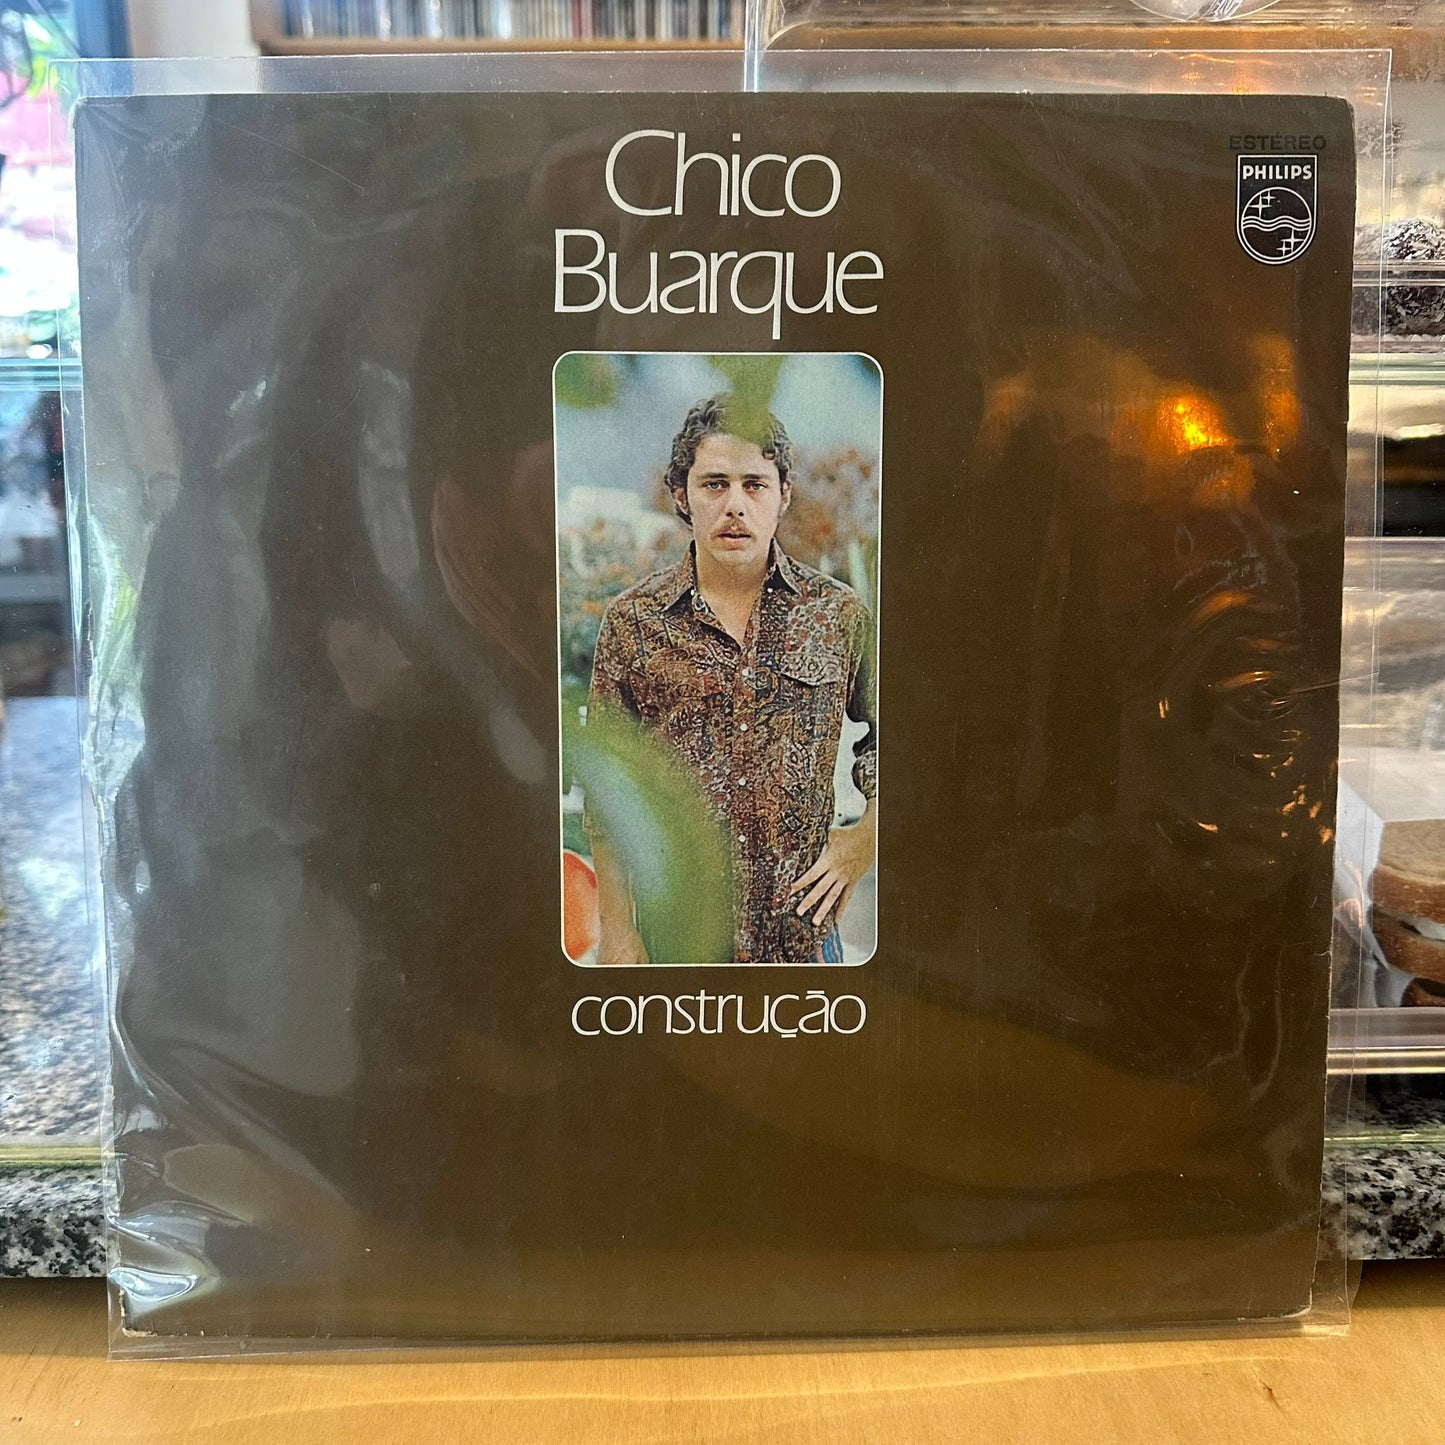 Chico
Buarque
ESTÉREO
PHILIPS
construção